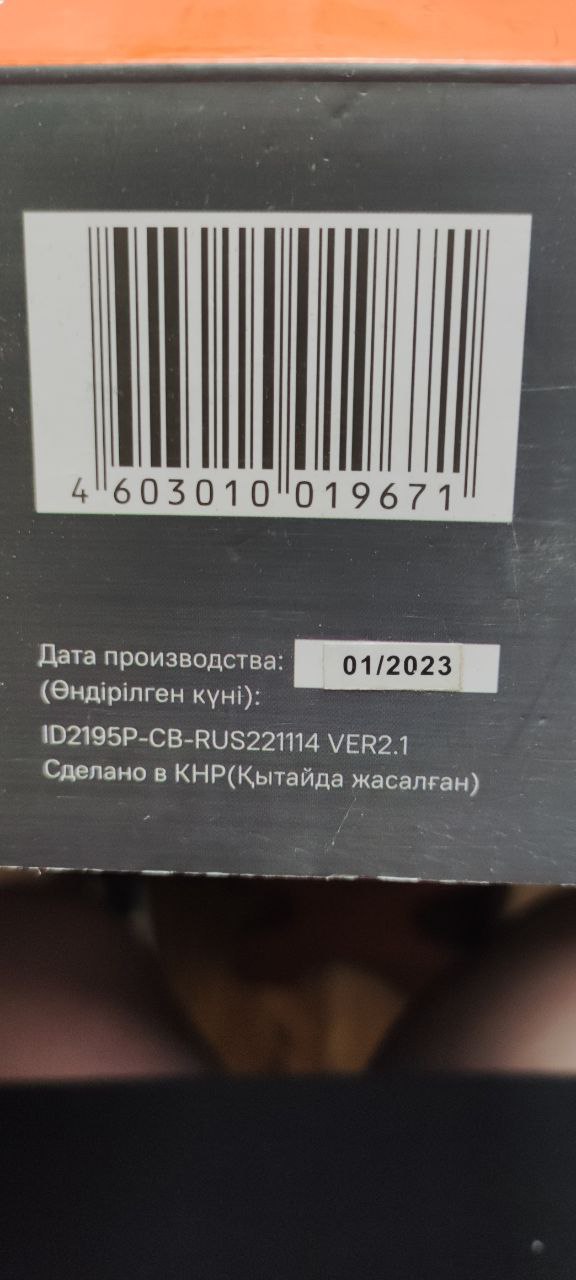 4 603010 019671
Дата производства: 01/2023
(Өндірілген күні):
ID2195P-CB-RUS221114 VER2.1
Сделано в КНР(Қытайда жасалған)